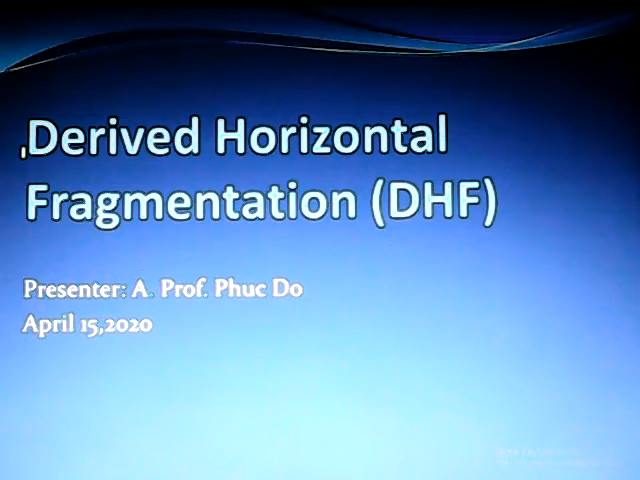 Derived Horizontal
Fragmentation (DHF)
Presenter: A. Prof. Phuc Do
April 15,2020